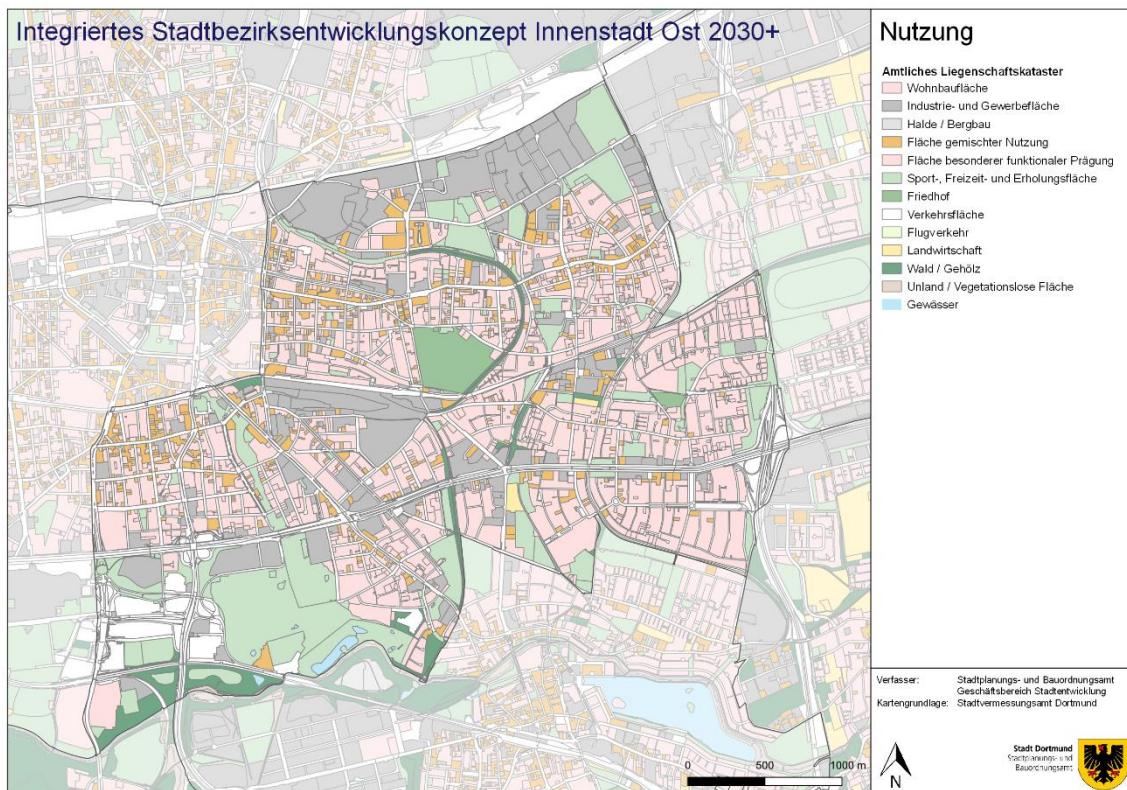 Integriertes Stadtbezirksentwicklungskonzept Innenstadt Ost 2030+
Nutzung
Amtliches Liegenschaftskataster
Wohnbaufläche
Industrie- und Gewerbefläche
Halde / Bergbau
Fläche gemischter Nutzung
Fläche besonderer funktionaler Prägung
Sport-, Freizeit- und Erholungsfläche
Friedhof
Verkehrsfläche
Flugverkehr
Landwirtschaft
Wald / Gehölz
Unland / Vegetationslose Fläche
Gewässer
Verfasser: Stadtplanungs- und Bauordnungsamt
Geschäftsbereich Stadtentwicklung
Kartengrundlage: Stadtvermessungsamt Dortmund
0 500 1000 m
N
Stadt Dortmund
Stadtplanungs- und
Bauordnungsamt